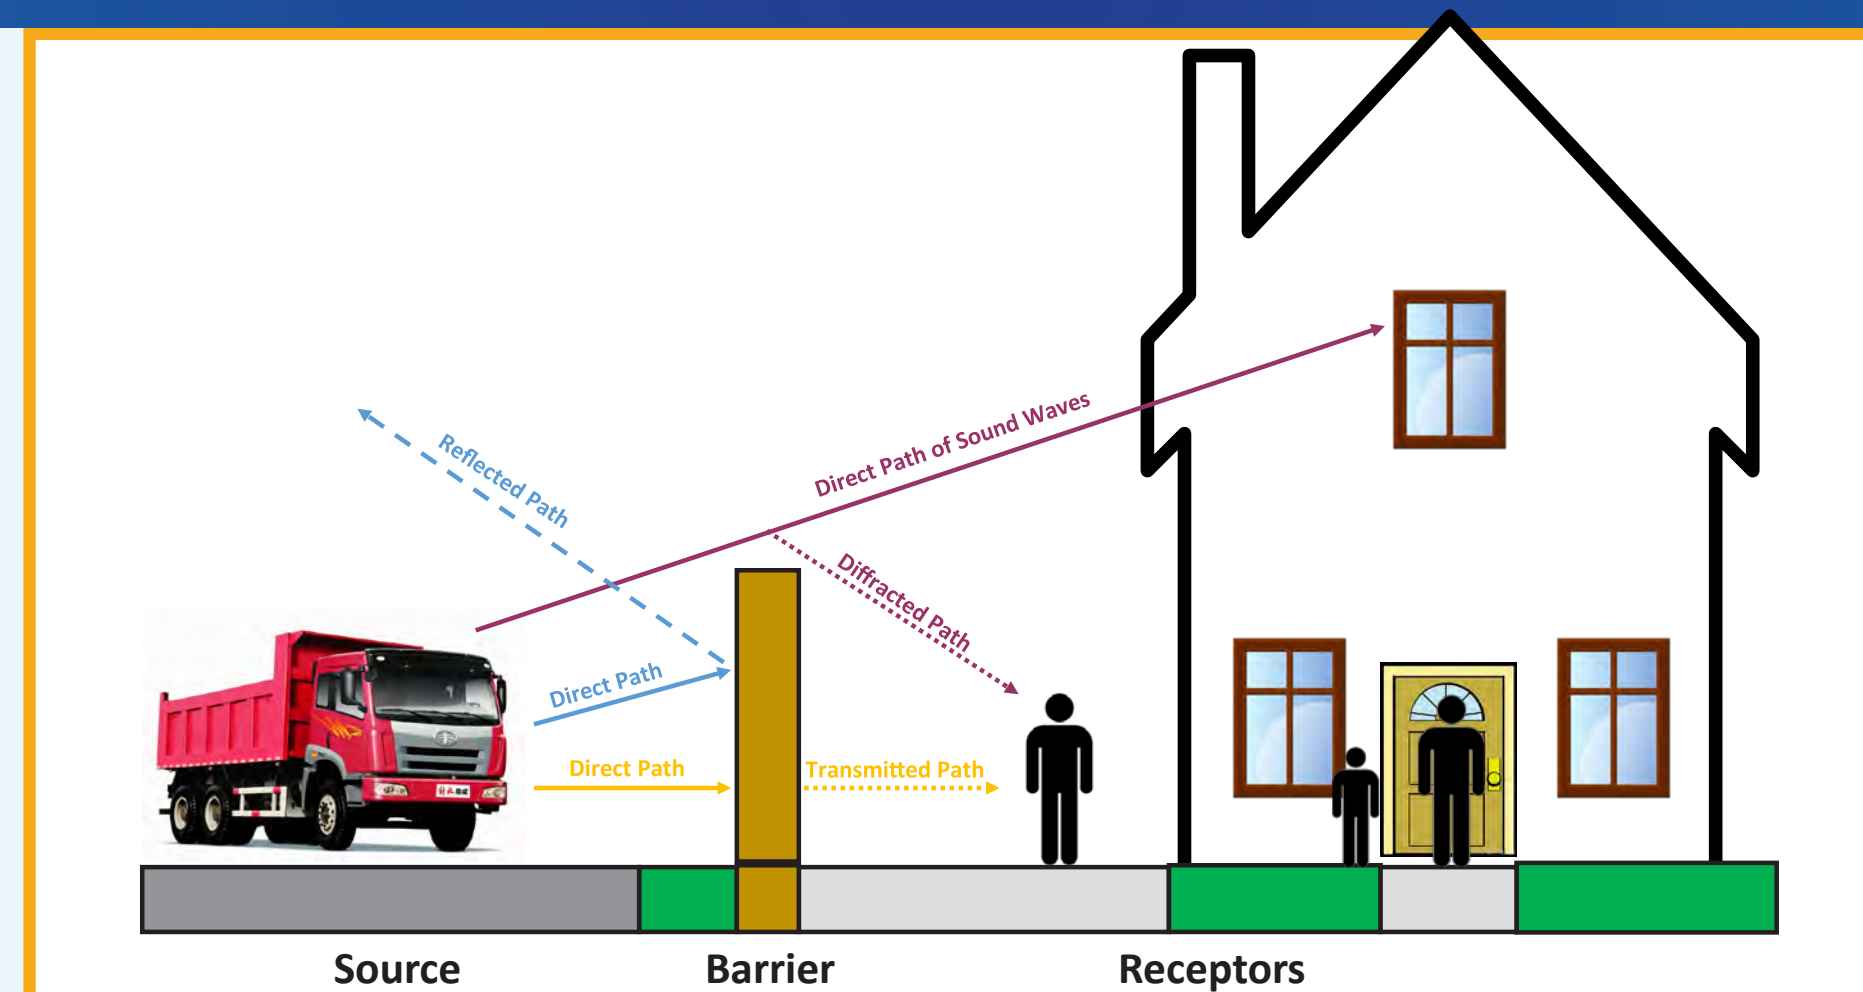 Direct Path of Sound Waves
Reflected Path
Diffracted Path
Direct Path
Direct Path
Transmitted Path
Source
Barrier
Receptors